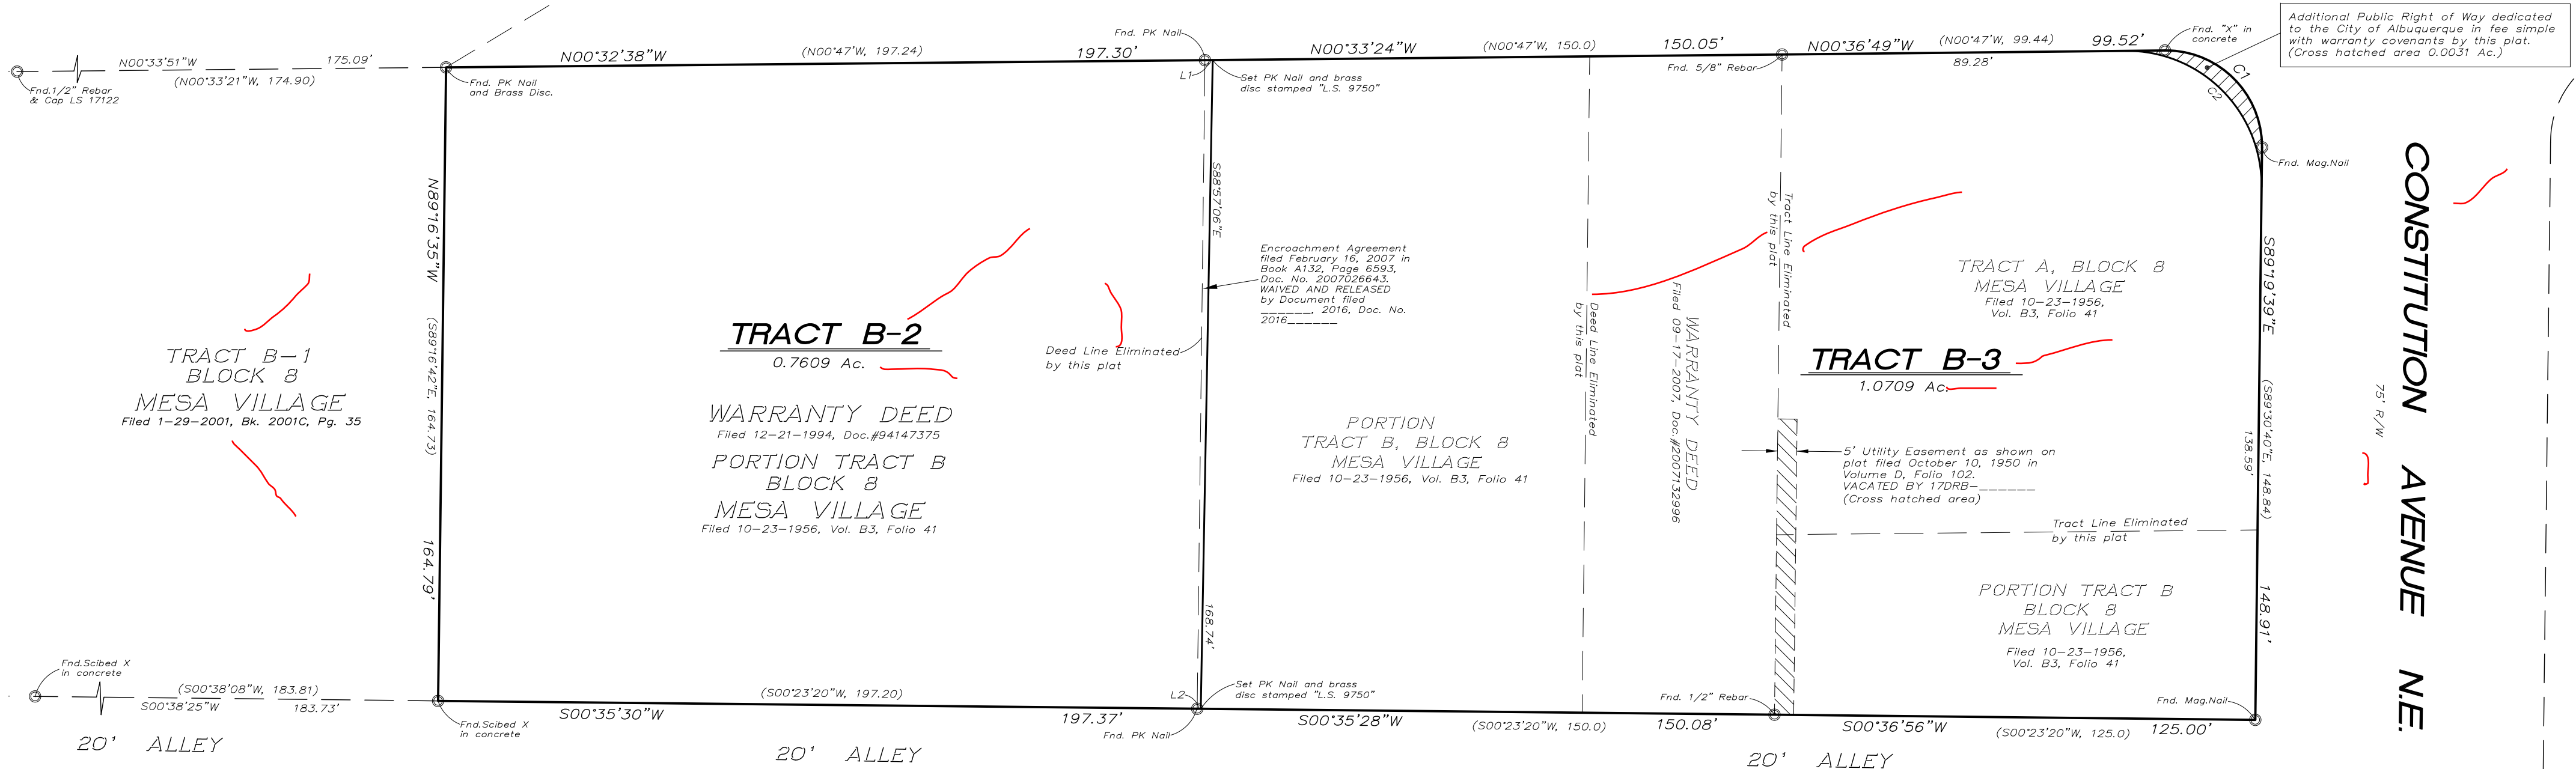 Additional Public Right of Way dedicated
to the City of Albuquerque in fee simple
with warranty covenants by this plat.
(Cross hatched area 0.0031 Ac.)
N00°33'51"W
175.09'
(N00°33'21"W, 174.90)
Fnd.1/2" Rebar
& Cap LS 17122
N00°32'38"W
(N00°47'W, 197.24)
197.30'
Fnd. PK Nail
and Brass Disc.
Fnd. PK Nail
L1
Set PK Nail and brass
disc stamped "L.S. 9750"
N00°33'24"W
(N00°47'W, 150.0)
150.05'
Fnd. 5/8" Rebar
N00°36'49"W
(N00°47'W, 99.44)
99.52'
89.28'
Fnd. "X" in
concrete
C1
C2
Fnd. Mag.Nail
N89°16'35"W
(S89°16'42"E, 164.73)
164.79'
S88°57'06"E
168.74'
Encroachment Agreement
filed February 16, 2007 in
Book A132, Page 6593,
Doc. No. 2007026643.
WAIVED AND RELEASED
by Document filed
______, 2016, Doc. No.
2016______
TRACT B-1
BLOCK 8
MESA VILLAGE
Filed 1-29-2001, Bk. 2001C, Pg. 35
TRACT B-2
0.7609 Ac.
WARRANTY DEED
Filed 12-21-1994, Doc.#94147375
PORTION TRACT B
BLOCK 8
MESA VILLAGE
Filed 10-23-1956, Vol. B3, Folio 41
Deed Line Eliminated
by this plat
PORTION
TRACT B, BLOCK 8
MESA VILLAGE
Filed 10-23-1956, Vol. B3, Folio 41
Deed Line Eliminated
by this plat
WARRANTY DEED
Filed 09-17-2007, Doc.#2007132996
Tract Line Eliminated
by this plat
TRACT A, BLOCK 8
MESA VILLAGE
Filed 10-23-1956,
Vol. B3, Folio 41
TRACT B-3
1.0709 Ac.
5' Utility Easement as shown on
plat filed October 10, 1950 in
Volume D, Folio 102.
VACATED BY 17DRB-______
(Cross hatched area)
Tract Line Eliminated
by this plat
PORTION TRACT B
BLOCK 8
MESA VILLAGE
Filed 10-23-1956,
Vol. B3, Folio 41
S89°19'39"E
(S89°30'40"E, 148.84)
138.59'
148.91'
75' R/W
CONSTITUTION AVENUE N.E.
Fnd.Scibed X
in concrete
(S00°38'08"W, 183.81)
S00°38'25"W
183.73'
20' ALLEY
Fnd.Scibed X
in concrete
S00°35'30"W
(S00°23'20"W, 197.20)
197.37'
L2
Fnd. PK Nail
Set PK Nail and brass
disc stamped "L.S. 9750"
20' ALLEY
S00°35'28"W
(S00°23'20"W, 150.0)
150.08'
Fnd. 1/2" Rebar
S00°36'56"W
(S00°23'20"W, 125.0)
125.00'
Fnd. Mag.Nail
20' ALLEY